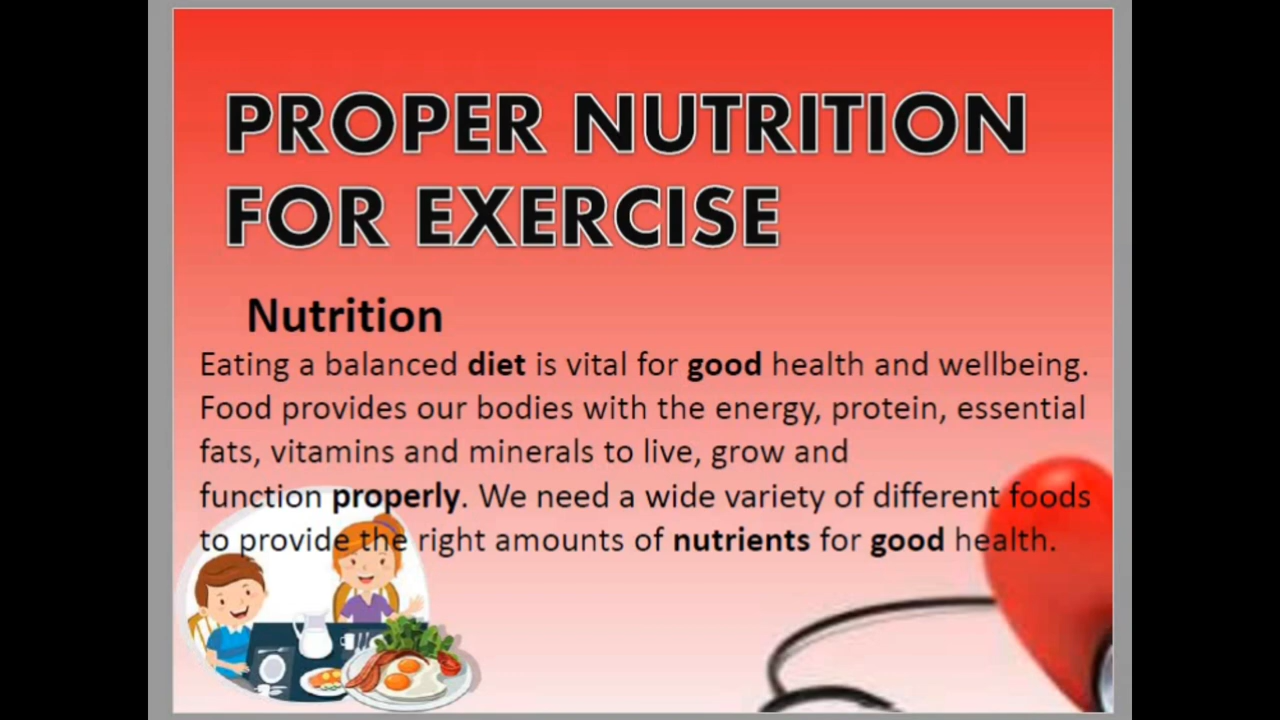 PROPER NUTRITION
FOR EXERCISE
Nutrition
Eating a balanced diet is vital for good health and wellbeing.
Food provides our bodies with the energy, protein, essential
fats, vitamins and minerals to live, grow and
function properly. We need a wide variety of different foods
to provide the right amounts of nutrients for good health.